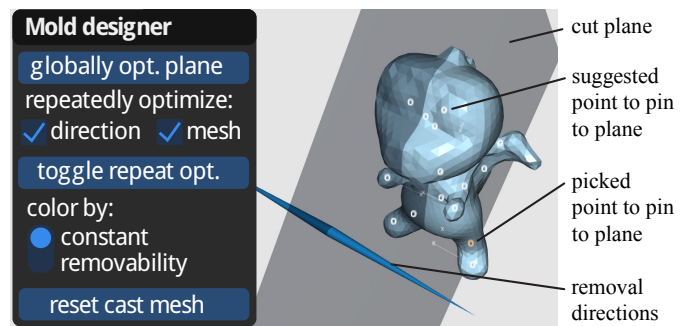 Mold designer
globally opt. plane
repeatedly optimize:
direction mesh
toggle repeat opt.
color by:
constant
removability
reset cast mesh
cut plane
suggested
point to pin
to plane
picked
point to pin
to plane
removal
directions